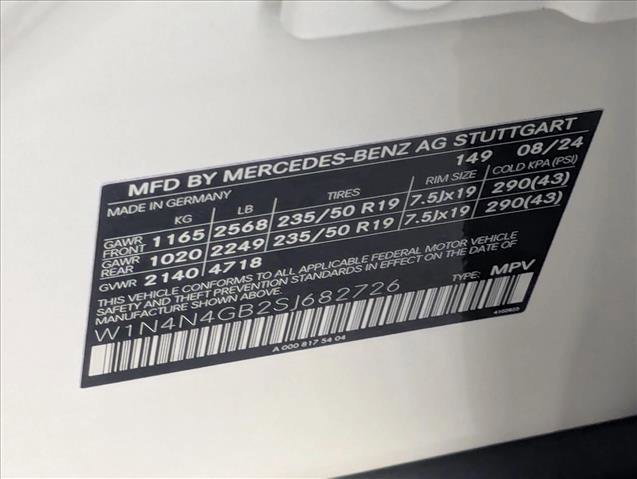 MFD BY MERCEDES-BENZ AG STUTTGART
MADE IN GERMANY 149 08/24
KG LB TIRES RIM SIZE COLD KPA (PSI)
GAWR FRONT 1165 2568 235/50 R19 7.5Jx19 290(43)
GAWR REAR 1020 2249 235/50 R19 7.5Jx19 290(43)
GVWR 2140 4718
THIS VEHICLE CONFORMS TO ALL APPLICABLE FEDERAL MOTOR VEHICLE
SAFETY AND THEFT PREVENTION STANDARDS IN EFFECT ON THE DATE OF
MANUFACTURE SHOWN ABOVE. TYPE: MPV
W1N4N4GB2SJ682726
A 000 817 54 04